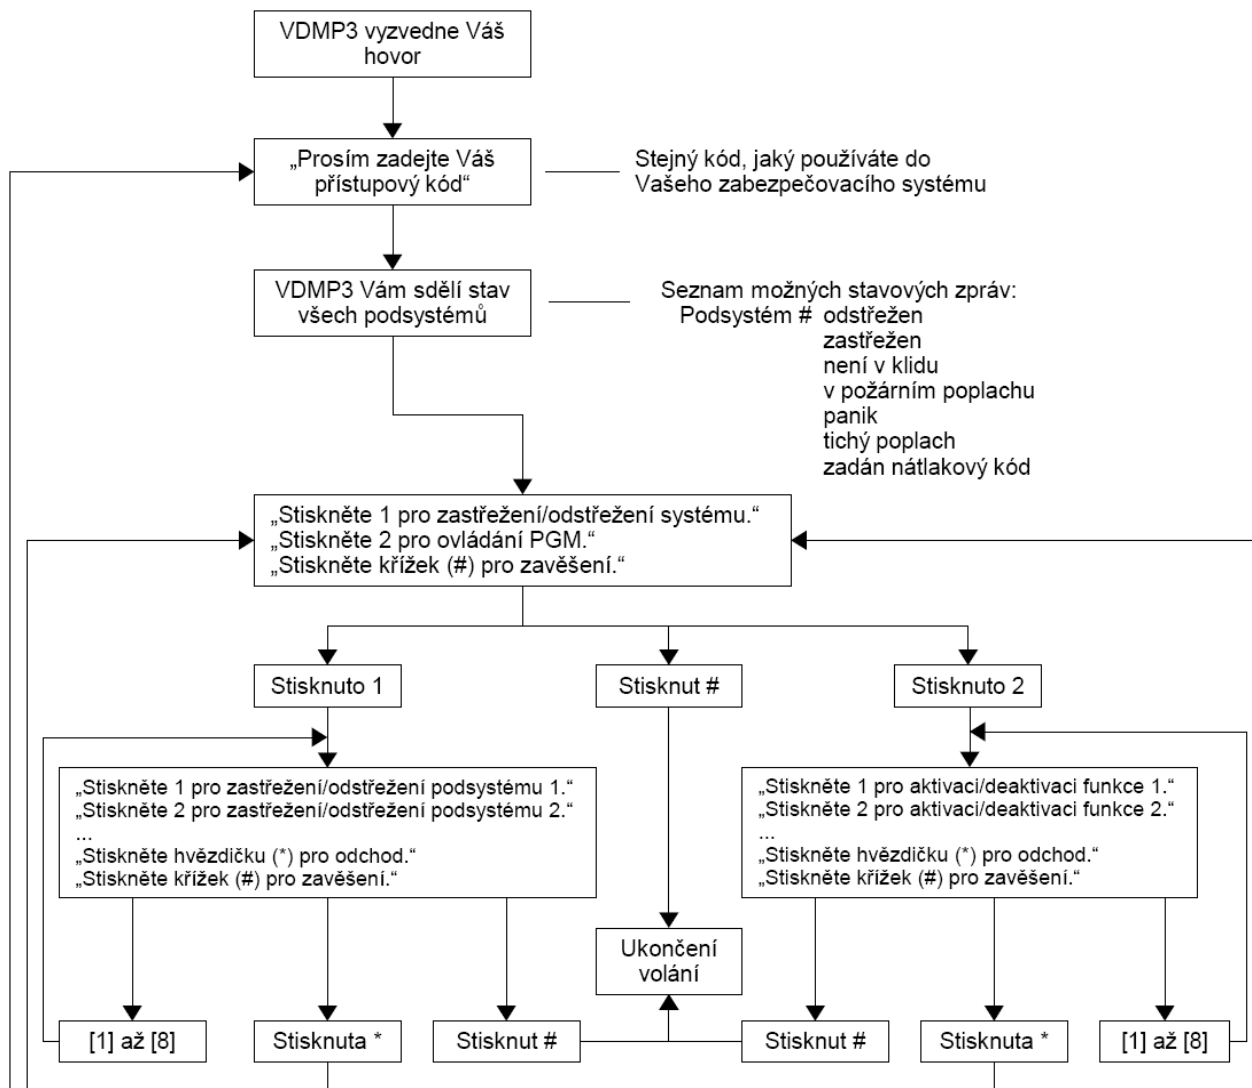 VDMP3 vyzvedne Váš
hovor
„Prosím zadejte Váš
přístupový kód“
Stejný kód, jaký používáte do
Vašeho zabezpečovacího systému
VDMP3 Vám sdělí stav
všech podsystémů
Seznam možných stavových zpráv:
Podsystém # odstřežen
zastřežen
není v klidu
v požárním poplachu
panik
tichý poplach
zadán nátlakový kód
„Stiskněte 1 pro zastřežení/odstřežení systému.“
„Stiskněte 2 pro ovládání PGM.“
„Stiskněte křížek (#) pro zavěšení.“
Stisknuto 1
Stisknut #
Stisknuto 2
„Stiskněte 1 pro zastřežení/odstřežení podsystému 1.“
„Stiskněte 2 pro zastřežení/odstřežení podsystému 2.“
...
„Stiskněte hvězdičku (*) pro odchod.“
„Stiskněte křížek (#) pro zavěšení.“
„Stiskněte 1 pro aktivaci/deaktivaci funkce 1.“
„Stiskněte 2 pro aktivaci/deaktivaci funkce 2.“
...
„Stiskněte hvězdičku (*) pro odchod.“
„Stiskněte křížek (#) pro zavěšení.“
Ukončení
volání
[1] až [8]
Stisknuta *
Stisknut #
Stisknut #
Stisknuta *
[1] až [8]